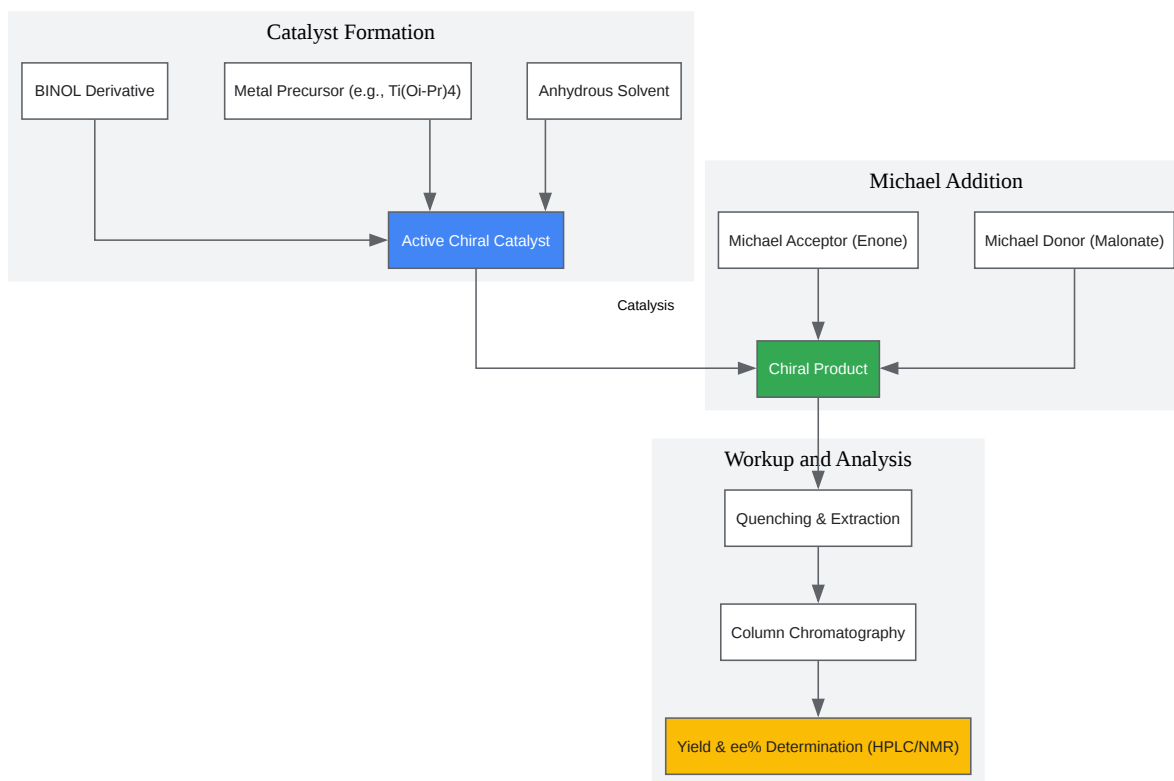 Catalyst Formation
BINOL Derivative
Metal Precursor (e.g., Ti(Oi-Pr)4)
Anhydrous Solvent
Active Chiral Catalyst
Michael Addition
Michael Acceptor (Enone)
Michael Donor (Malonate)
Catalysis
Chiral Product
Workup and Analysis
Quenching & Extraction
Column Chromatography
Yield & ee% Determination (HPLC/NMR)